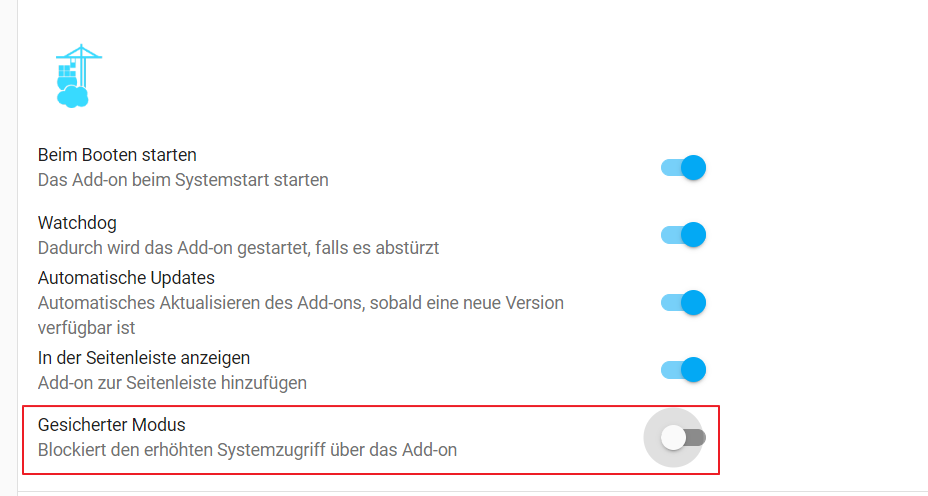 Beim Booten starten
Das Add-on beim Systemstart starten
Watchdog
Dadurch wird das Add-on gestartet, falls es abstürzt
Automatische Updates
Automatisches Aktualisieren des Add-ons, sobald eine neue Version
verfügbar ist
In der Seitenleiste anzeigen
Add-on zur Seitenleiste hinzufügen
Gesicherter Modus
Blockiert den erhöhten Systemzugriff über das Add-on